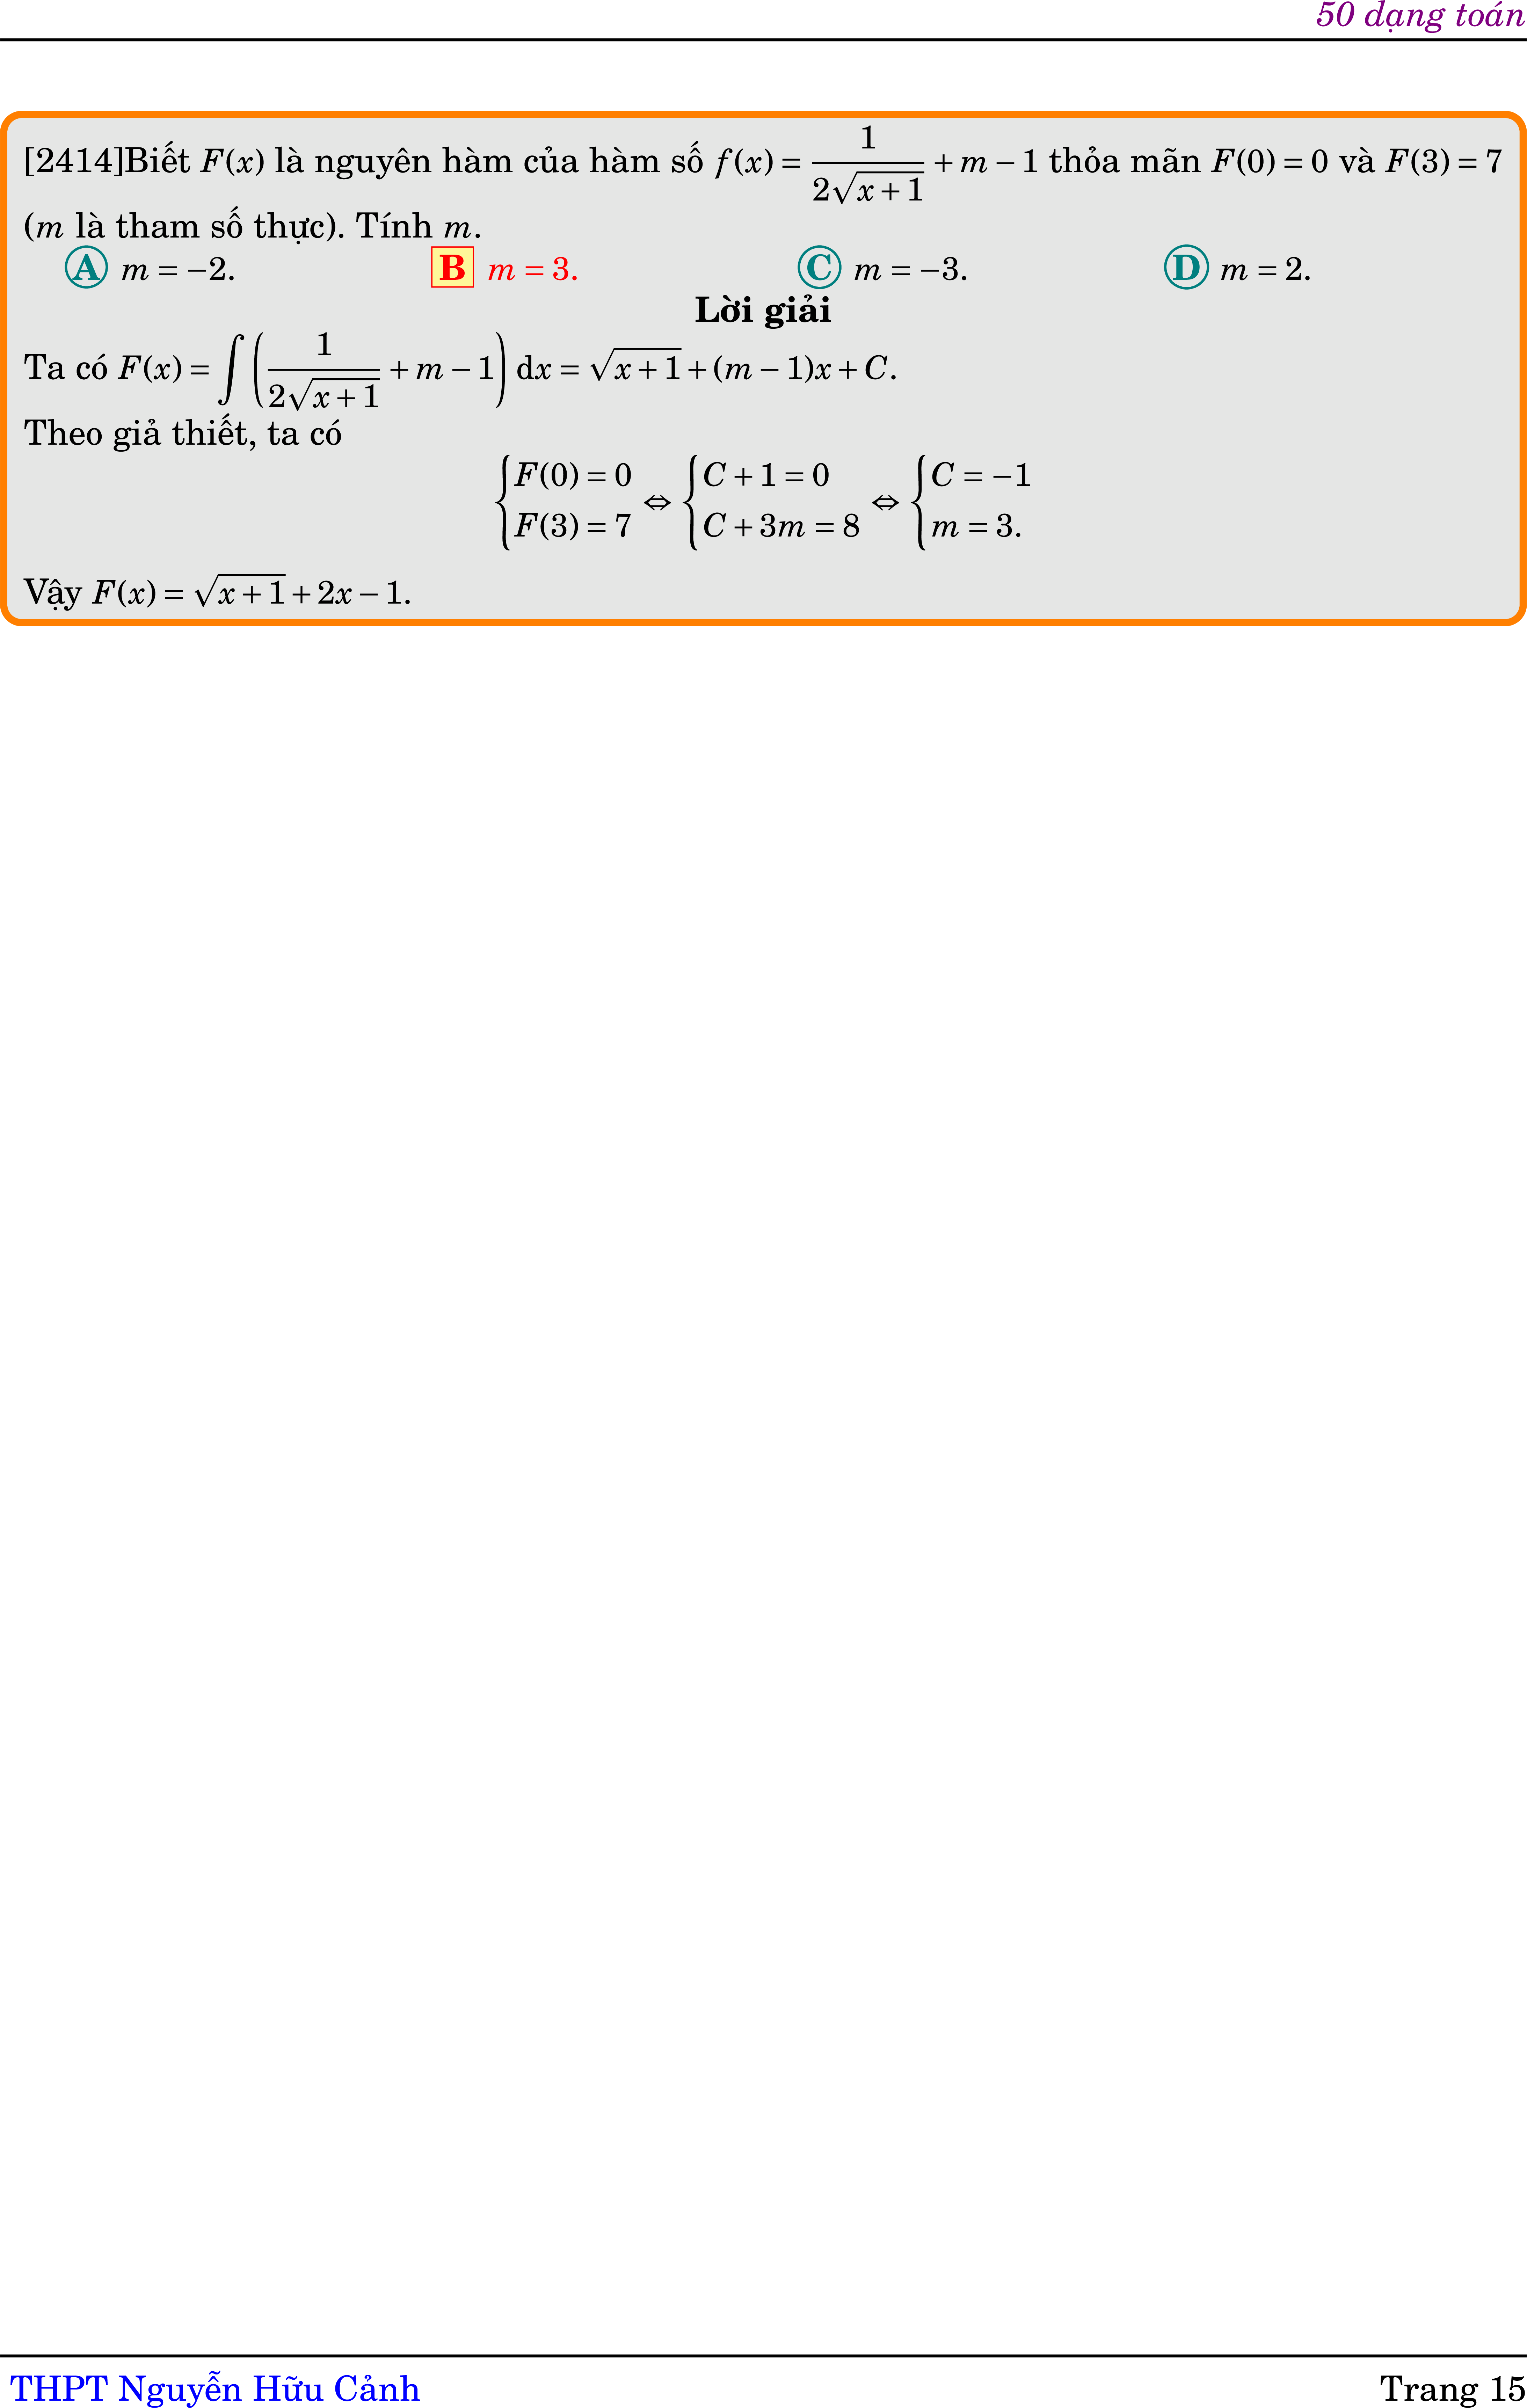 50 dạng toán
[2414]Biết $F(x)$ là nguyên hàm của hàm số $f(x) = \dfrac{1}{2\sqrt{x+1}} + m - 1$ thỏa mãn $F(0) = 0$ và $F(3) = 7$
($m$ là tham số thực). Tính $m$.
A $m = -2$. B $m = 3$. C $m = -3$. D $m = 2$.
Lời giải
Ta có $F(x) = \displaystyle\int \left( \dfrac{1}{2\sqrt{x+1}} + m - 1 \right) \mathrm{d}x = \sqrt{x+1} + (m-1)x + C$.
Theo giả thiết, ta có
$\begin{cases} F(0) = 0 \\ F(3) = 7 \end{cases} \Leftrightarrow \begin{cases} C + 1 = 0 \\ C + 3m = 8 \end{cases} \Leftrightarrow \begin{cases} C = -1 \\ m = 3. \end{cases}$
Vậy $F(x) = \sqrt{x+1} + 2x - 1$.
THPT Nguyễn Hữu Cảnh Trang 15